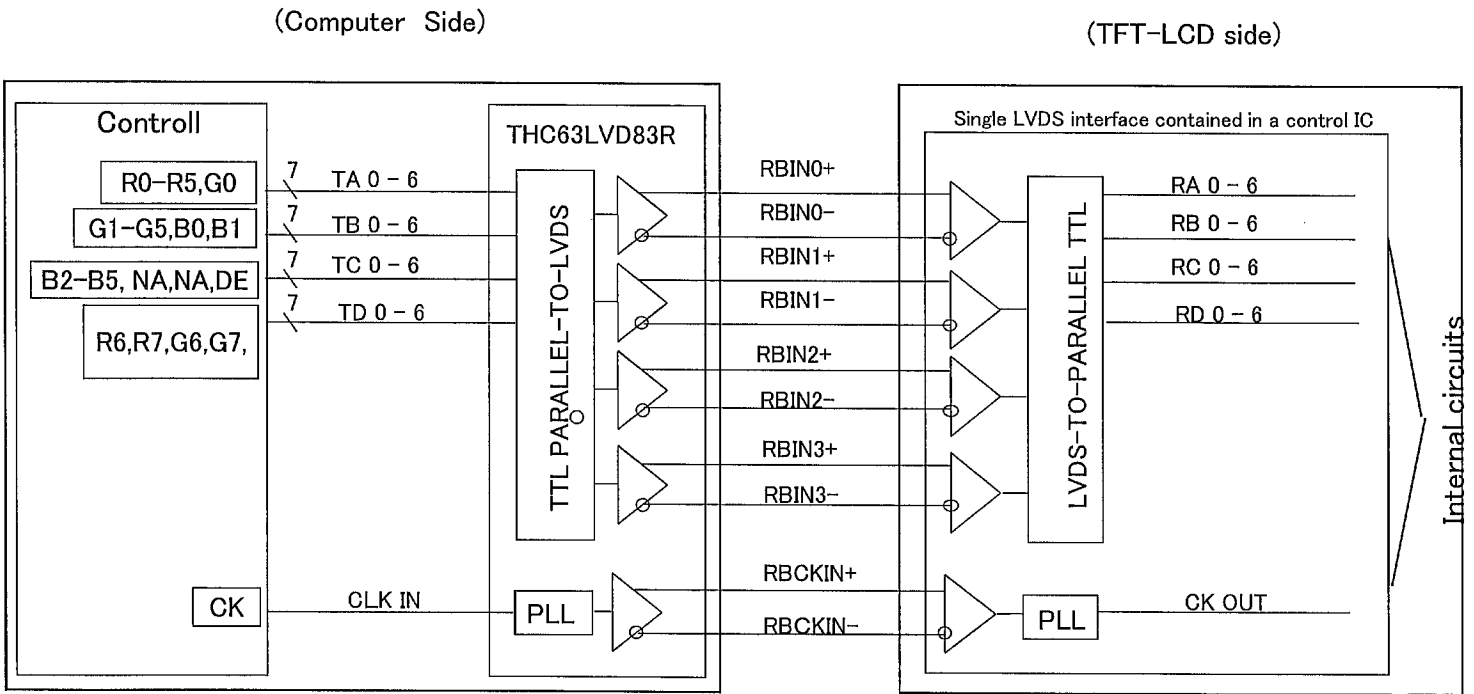 (Computer Side)
(TFT-LCD side)
Controll
THC63LVD83R
Single LVDS interface contained in a control IC
R0-R5,G0
7
TA 0 - 6
G1-G5,B0,B1
7
TB 0 - 6
B2-B5, NA,NA,DE
7
TC 0 - 6
R6,R7,G6,G7,
7
TD 0 - 6
TTL PARALLEL-TO-LVDS
RBIN0+
RBIN0-
RBIN1+
RBIN1-
RBIN2+
RBIN2-
RBIN3+
RBIN3-
LVDS-TO-PARALLEL TTL
RA 0 - 6
RB 0 - 6
RC 0 - 6
RD 0 - 6
Internal circuits
CK
CLK IN
PLL
RBCKIN+
RBCKIN-
PLL
CK OUT